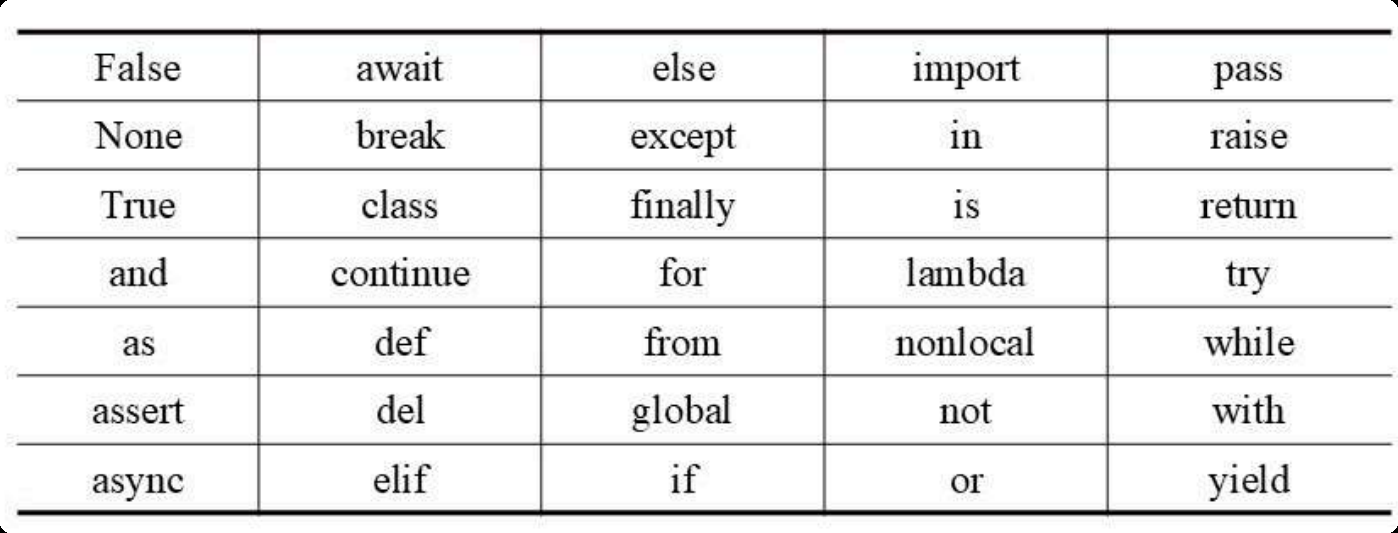 False await else import pass
None break except in raise
True class finally is return
and continue for lambda try
as def from nonlocal while
assert del global not with
async elif if or yield